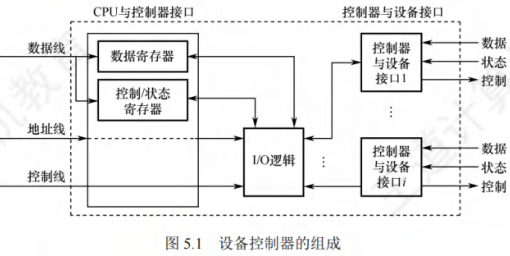 CPU与控制器接口
控制器与设备接口
数据线
数据寄存器
控制/状态
寄存器
地址线
控制线
I/O逻辑
控制器
与设备
接口1
数据
状态
控制
⋮
⋮
控制器
与设备
接口i
数据
状态
控制
图 5.1 设备控制器的组成